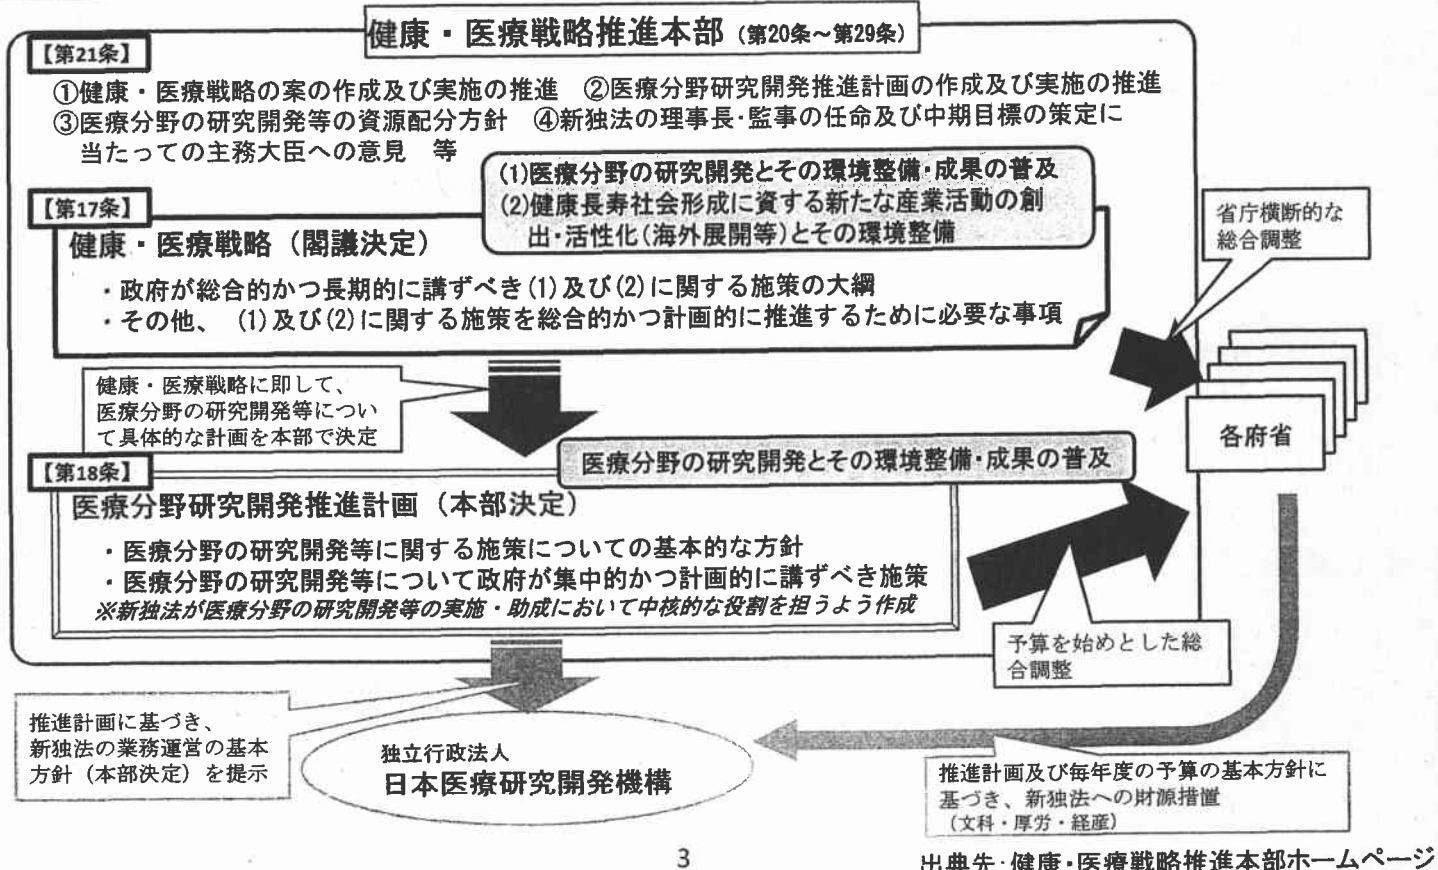 健康・医療戦略推進本部（第20条～第29条）
【第21条】
①健康・医療戦略の案の作成及び実施の推進　②医療分野研究開発推進計画の作成及び実施の推進
③医療分野の研究開発等の資源配分方針　④新独法の理事長･監事の任命及び中期目標の策定に
当たっての主務大臣への意見　等
(1)医療分野の研究開発とその環境整備･成果の普及
(2)健康長寿社会形成に資する新たな産業活動の創
出･活性化(海外展開等)とその環境整備
【第17条】
健康・医療戦略（閣議決定）
・政府が総合的かつ長期的に講ずべき(1)及び(2)に関する施策の大綱
・その他、 (1)及び(2)に関する施策を総合的かつ計画的に推進するために必要な事項
省庁横断的な
総合調整
健康・医療戦略に即して、
医療分野の研究開発等につい
て具体的な計画を本部で決定
各府省
医療分野の研究開発とその環境整備･成果の普及
【第18条】
医療分野研究開発推進計画（本部決定）
・医療分野の研究開発等に関する施策についての基本的な方針
・医療分野の研究開発等について政府が集中的かつ計画的に講ずべき施策
※新独法が医療分野の研究開発等の実施・助成において中核的な役割を担うよう作成
予算を始めとした総
合調整
推進計画に基づき、
新独法の業務運営の基本
方針（本部決定）を提示
独立行政法人
日本医療研究開発機構
推進計画及び毎年度の予算の基本方針に
基づき、新独法への財源措置
（文科・厚労・経産）
3
出典先･健康･医療戦略推進本部ホームページ